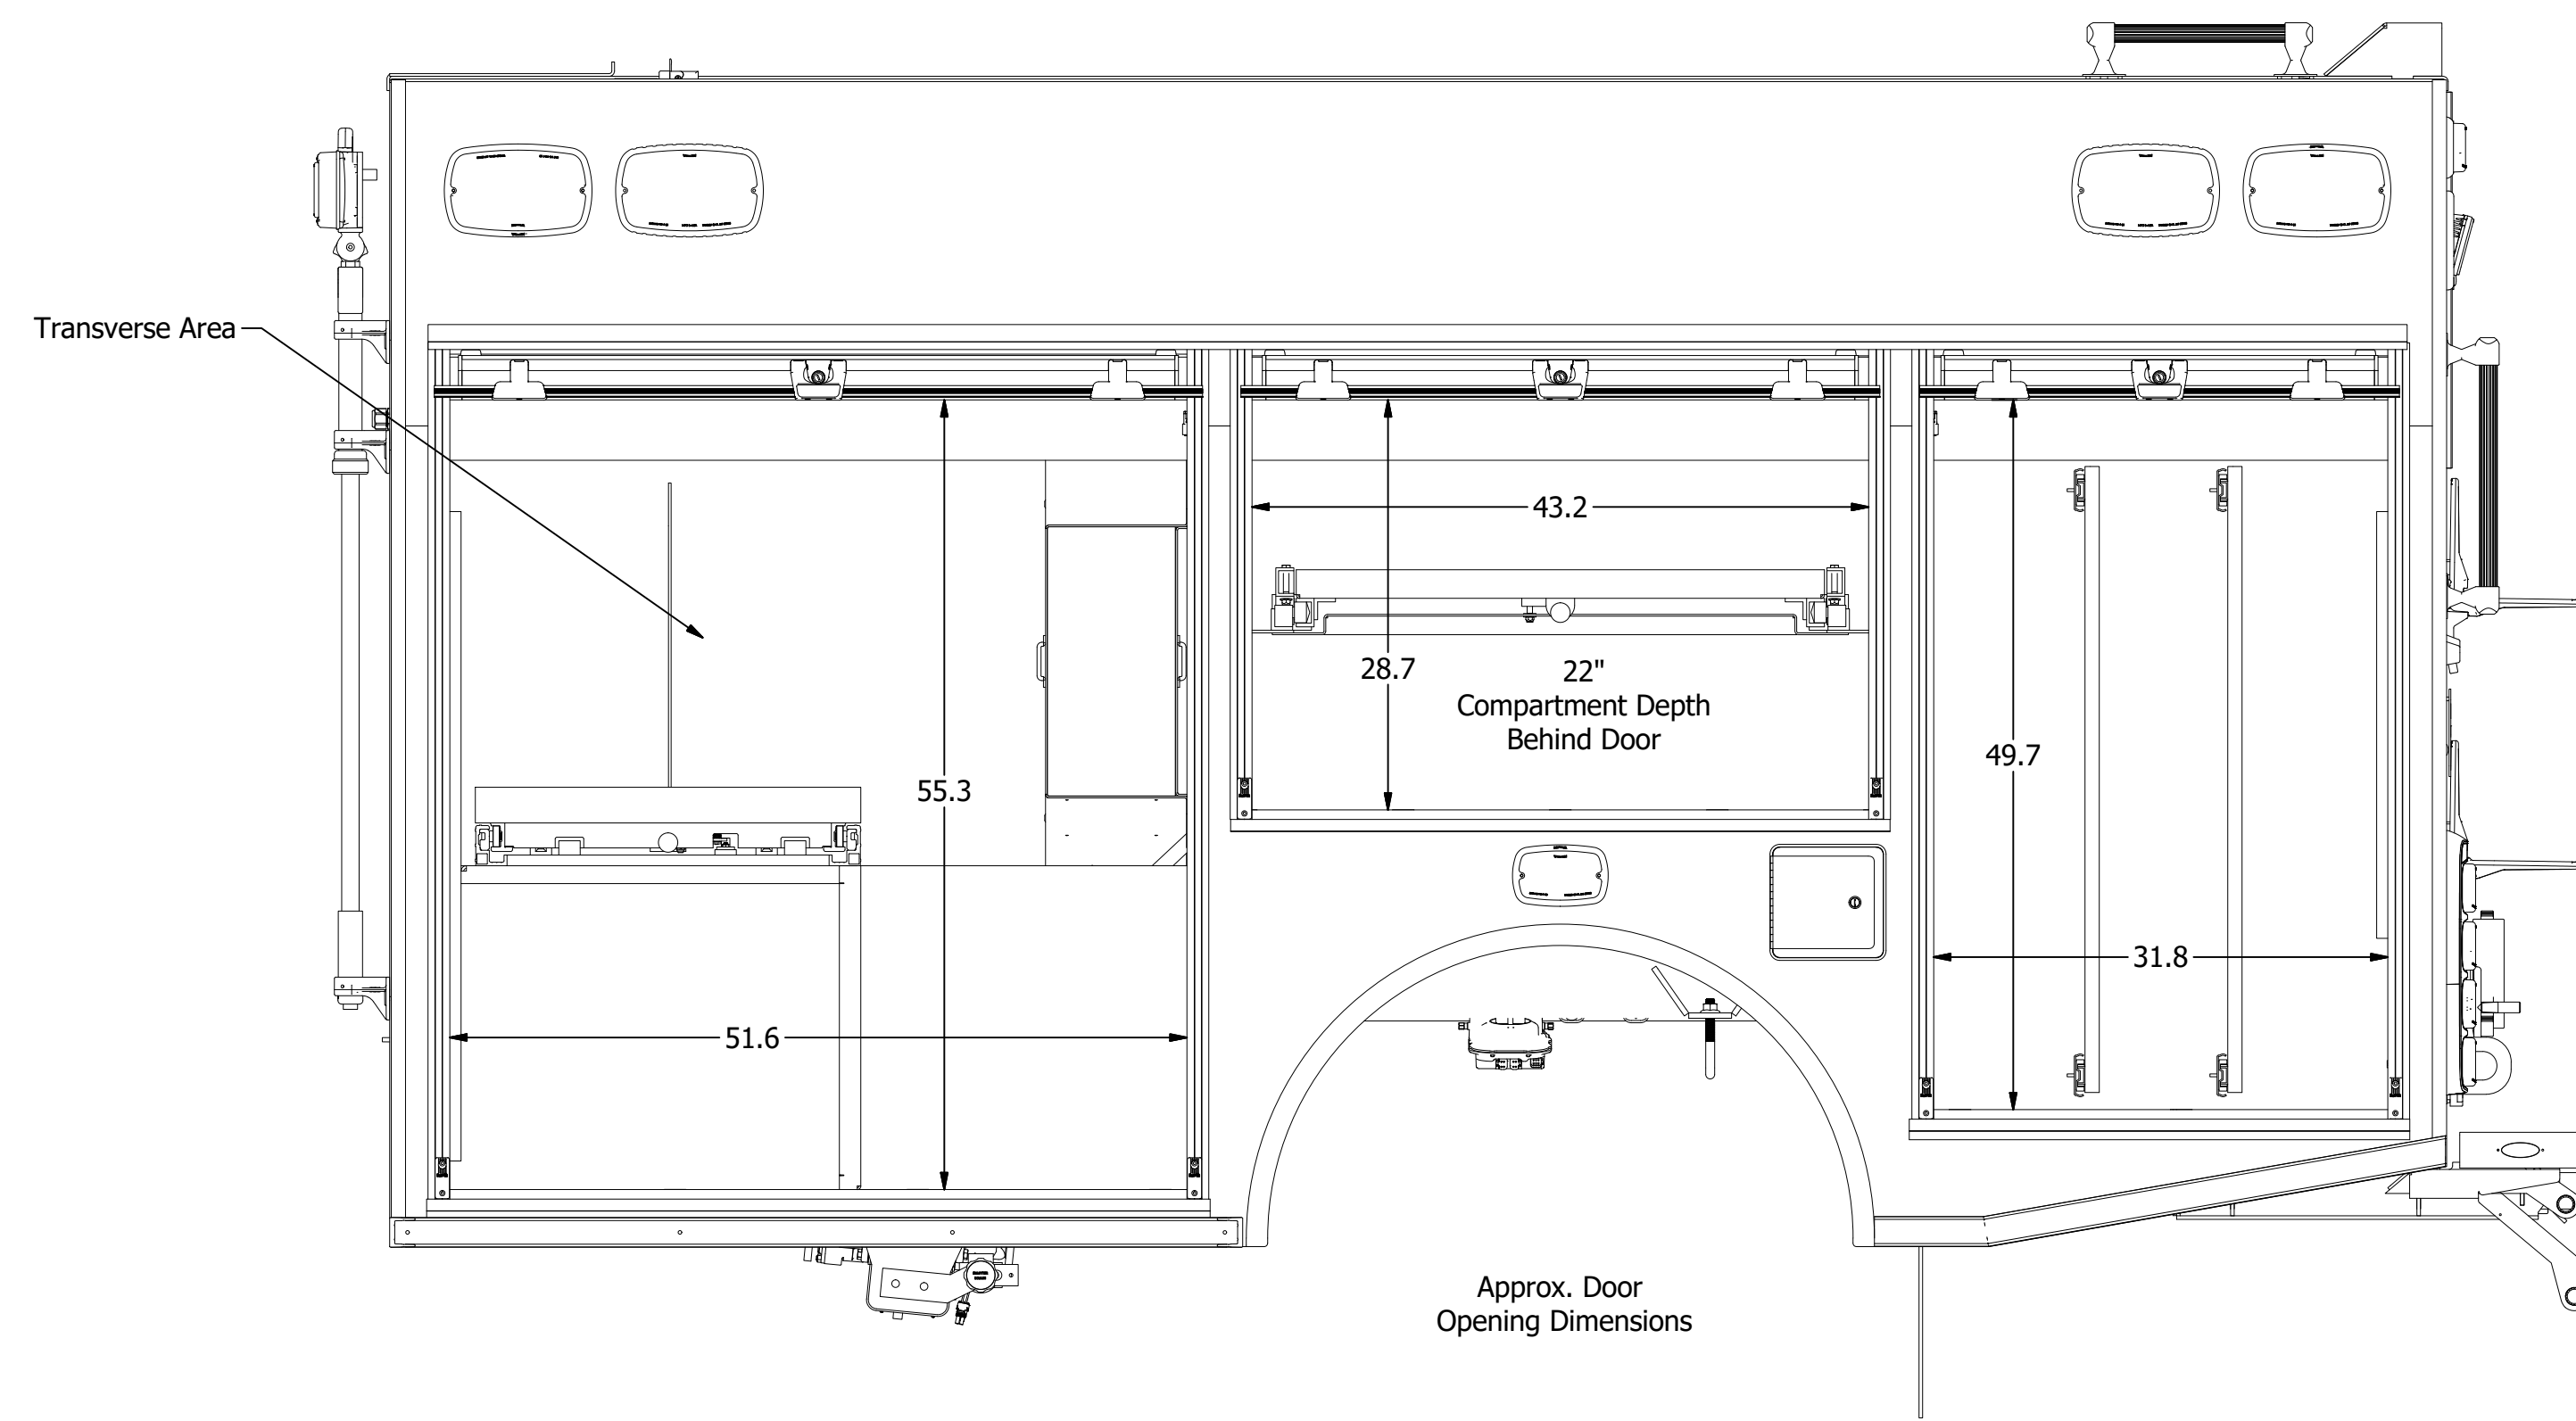 Transverse Area
43.2
28.7
22"
Compartment Depth
Behind Door
49.7
55.3
31.8
51.6
Approx. Door
Opening Dimensions